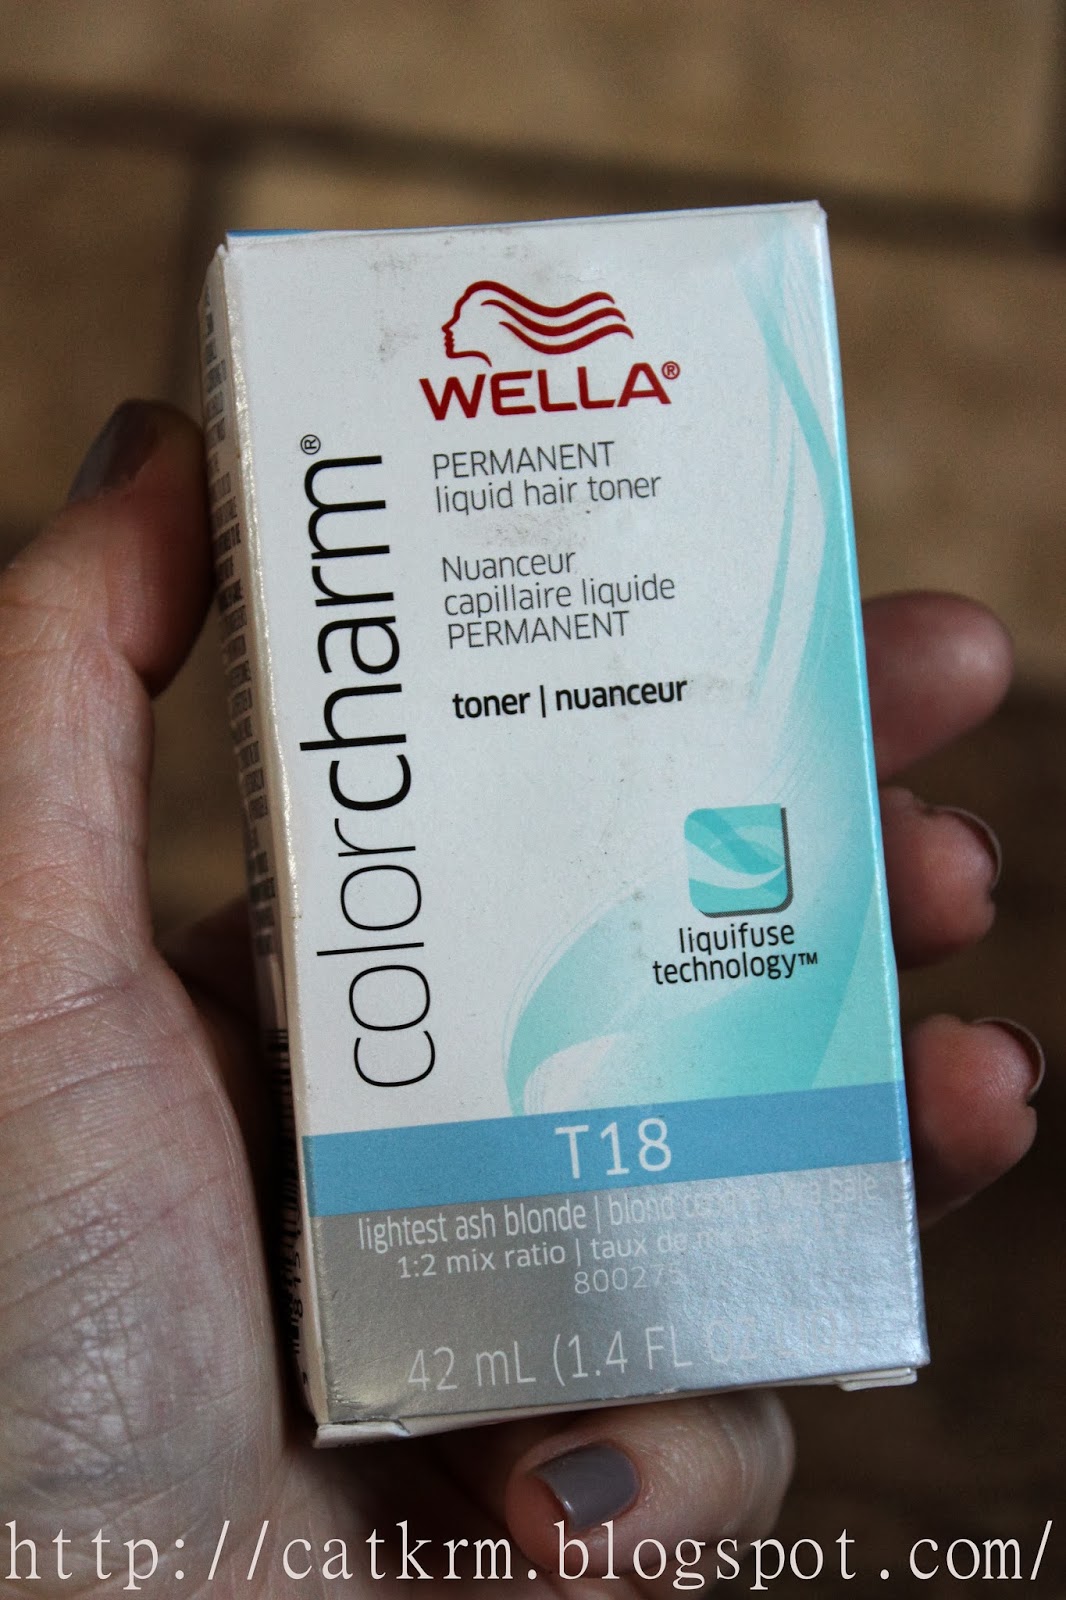 WELLA®
PERMANENT
liquid hair toner
Nuanceur
capillaire liquide
PERMANENT
toner | nuanceur
colorcharm®
liquifuse
technology™
T18
lightest ash blonde | blond
1:2 mix ratio | taux de
42 mL (1.4 FL
http://catkrm.blogspot.com/